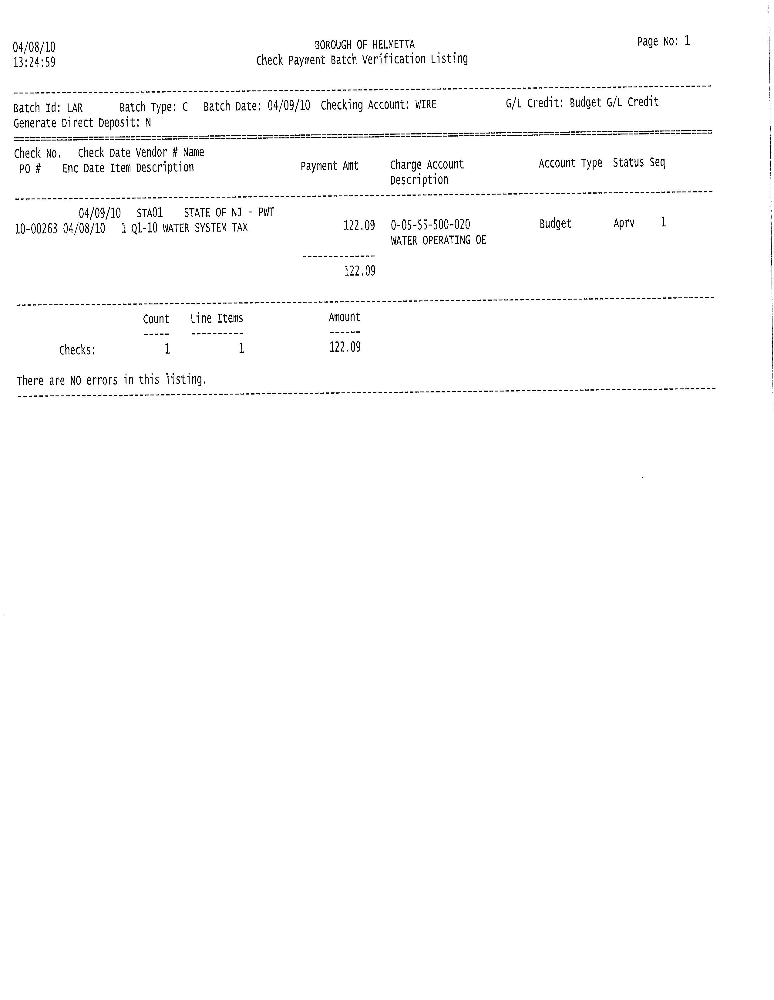 04/08/10 BOROUGH OF HELMETTA Page No: 1
13:24:59 Check Payment Batch Verification Listing
Batch Id: LAR Batch Type: C Batch Date: 04/09/10 Checking Account: WIRE G/L Credit: Budget G/L Credit
Generate Direct Deposit: N
Check No. Check Date Vendor # Name
PO # Enc Date Item Description Payment Amt Charge Account Account Type Status Seq
Description
04/09/10 STA01 STATE OF NJ - PWT
10-00263 04/08/10 1 Q1-10 WATER SYSTEM TAX 122.09 0-05-55-500-020 Budget Aprv 1
WATER OPERATING OE
122.09
Count Line Items Amount
Checks: 1 1 122.09
There are NO errors in this listing.